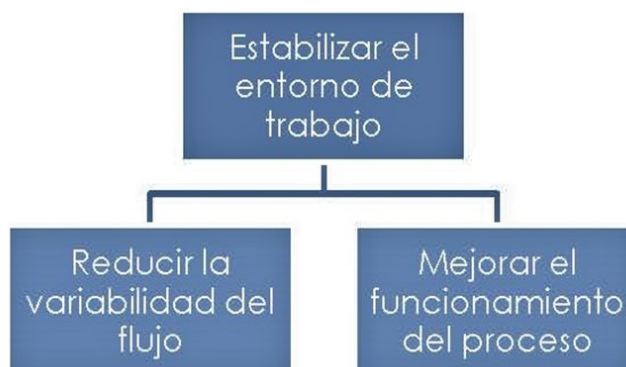 Estabilizar el
entorno de
trabajo
Reducir la
variabilidad del
flujo
Mejorar el
funcionamiento
del proceso